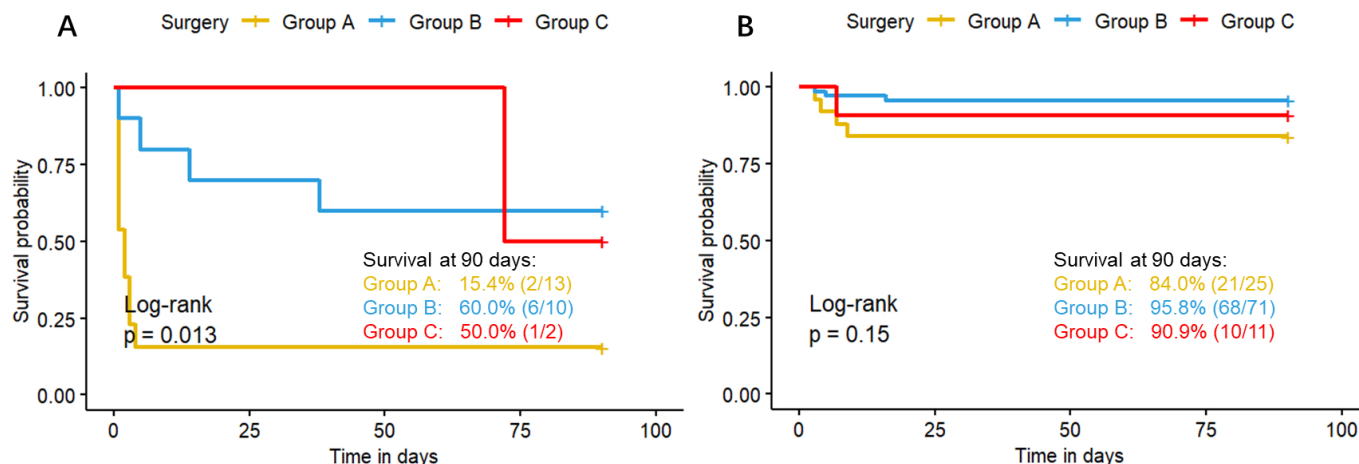 A
Surgery Group A Group B Group C
Survival probability
1.00
0.75
0.50
0.25
0.00
Log-rank
p = 0.013
Survival at 90 days:
Group A: 15.4% (2/13)
Group B: 60.0% (6/10)
Group C: 50.0% (1/2)
0 25 50 75 100
Time in days
B
Surgery Group A Group B Group C
Survival probability
1.00
0.75
0.50
0.25
0.00
Log-rank
p = 0.15
Survival at 90 days:
Group A: 84.0% (21/25)
Group B: 95.8% (68/71)
Group C: 90.9% (10/11)
0 25 50 75 100
Time in days